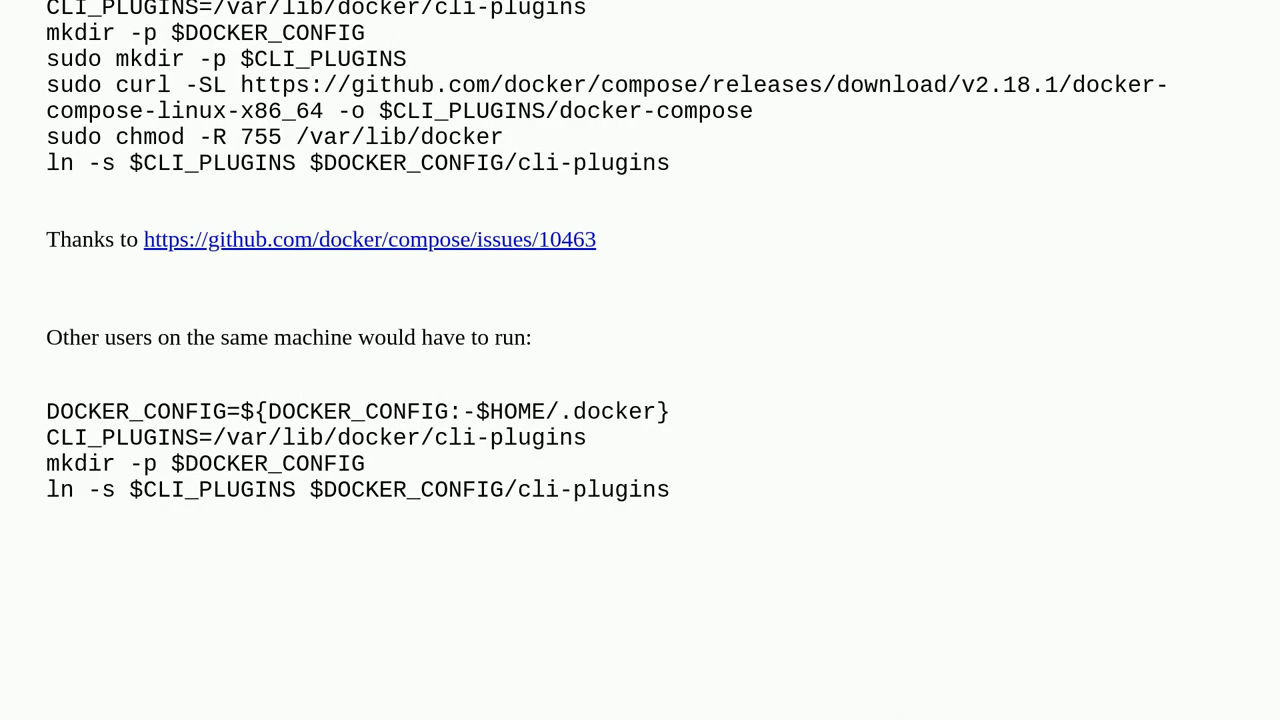 CLI_PLUGINS=/var/lib/docker/cli-plugins
mkdir -p $DOCKER_CONFIG
sudo mkdir -p $CLI_PLUGINS
sudo curl -SL https://github.com/docker/compose/releases/download/v2.18.1/docker-
compose-linux-x86_64 -o $CLI_PLUGINS/docker-compose
sudo chmod -R 755 /var/lib/docker
ln -s $CLI_PLUGINS $DOCKER_CONFIG/cli-plugins
Thanks to https://github.com/docker/compose/issues/10463
Other users on the same machine would have to run:
DOCKER_CONFIG=${DOCKER_CONFIG:-$HOME/.docker}
CLI_PLUGINS=/var/lib/docker/cli-plugins
mkdir -p $DOCKER_CONFIG
ln -s $CLI_PLUGINS $DOCKER_CONFIG/cli-plugins